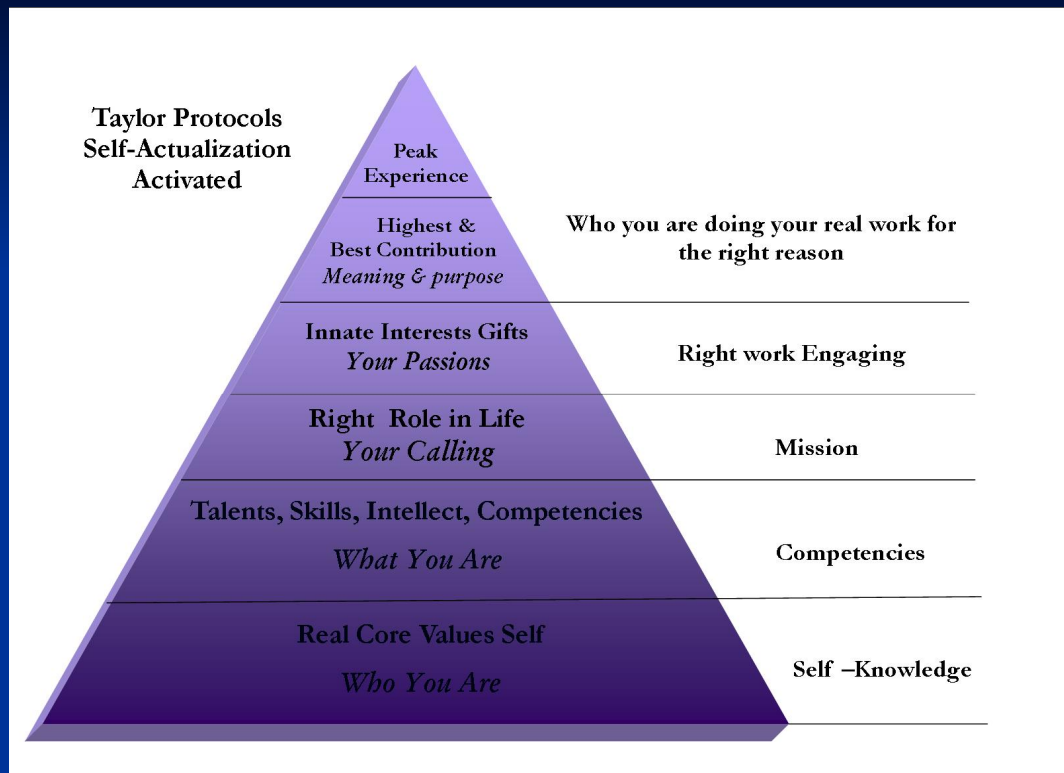 Taylor Protocols
Self-Actualization
Activated
Peak
Experience
Highest &
Best Contribution
Meaning & purpose
Who you are doing your real work for
the right reason
Innate Interests Gifts
Your Passions
Right work Engaging
Right Role in Life
Your Calling
Mission
Talents, Skills, Intellect, Competencies
What You Are
Competencies
Real Core Values Self
Who You Are
Self –Knowledge